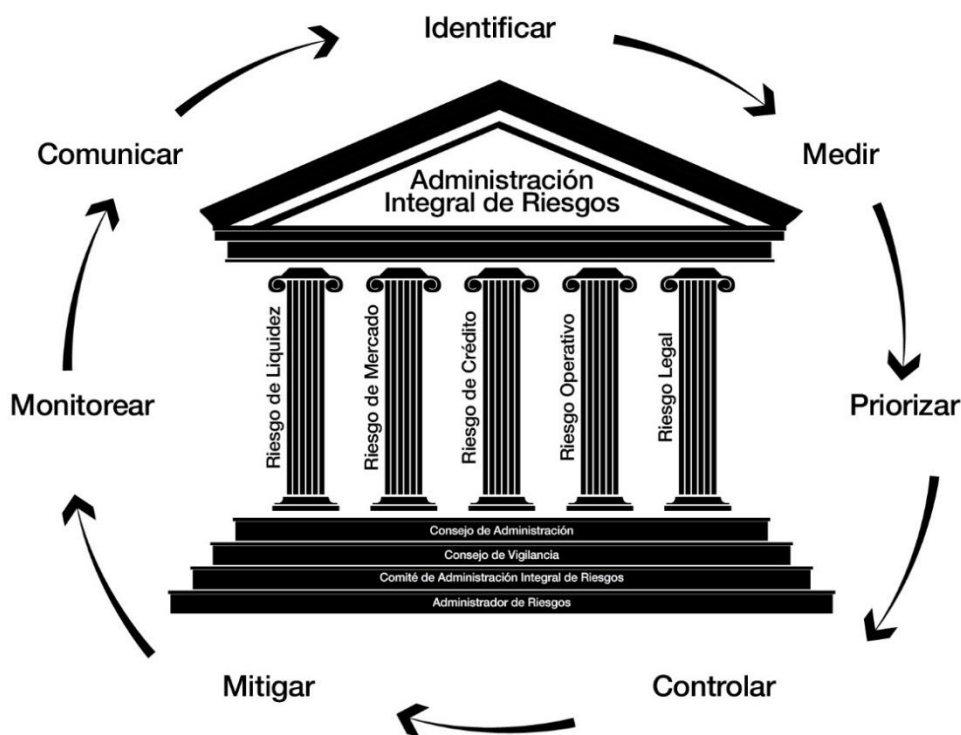 Identificar
Comunicar
Medir
Administración
Integral de Riesgos
Riesgo de Liquidez
Riesgo de Mercado
Riesgo de Crédito
Riesgo Operativo
Riesgo Legal
Monitorear
Priorizar
Consejo de Administración
Consejo de Vigilancia
Comité de Administración Integral de Riesgos
Administrador de Riesgos
Mitigar
Controlar